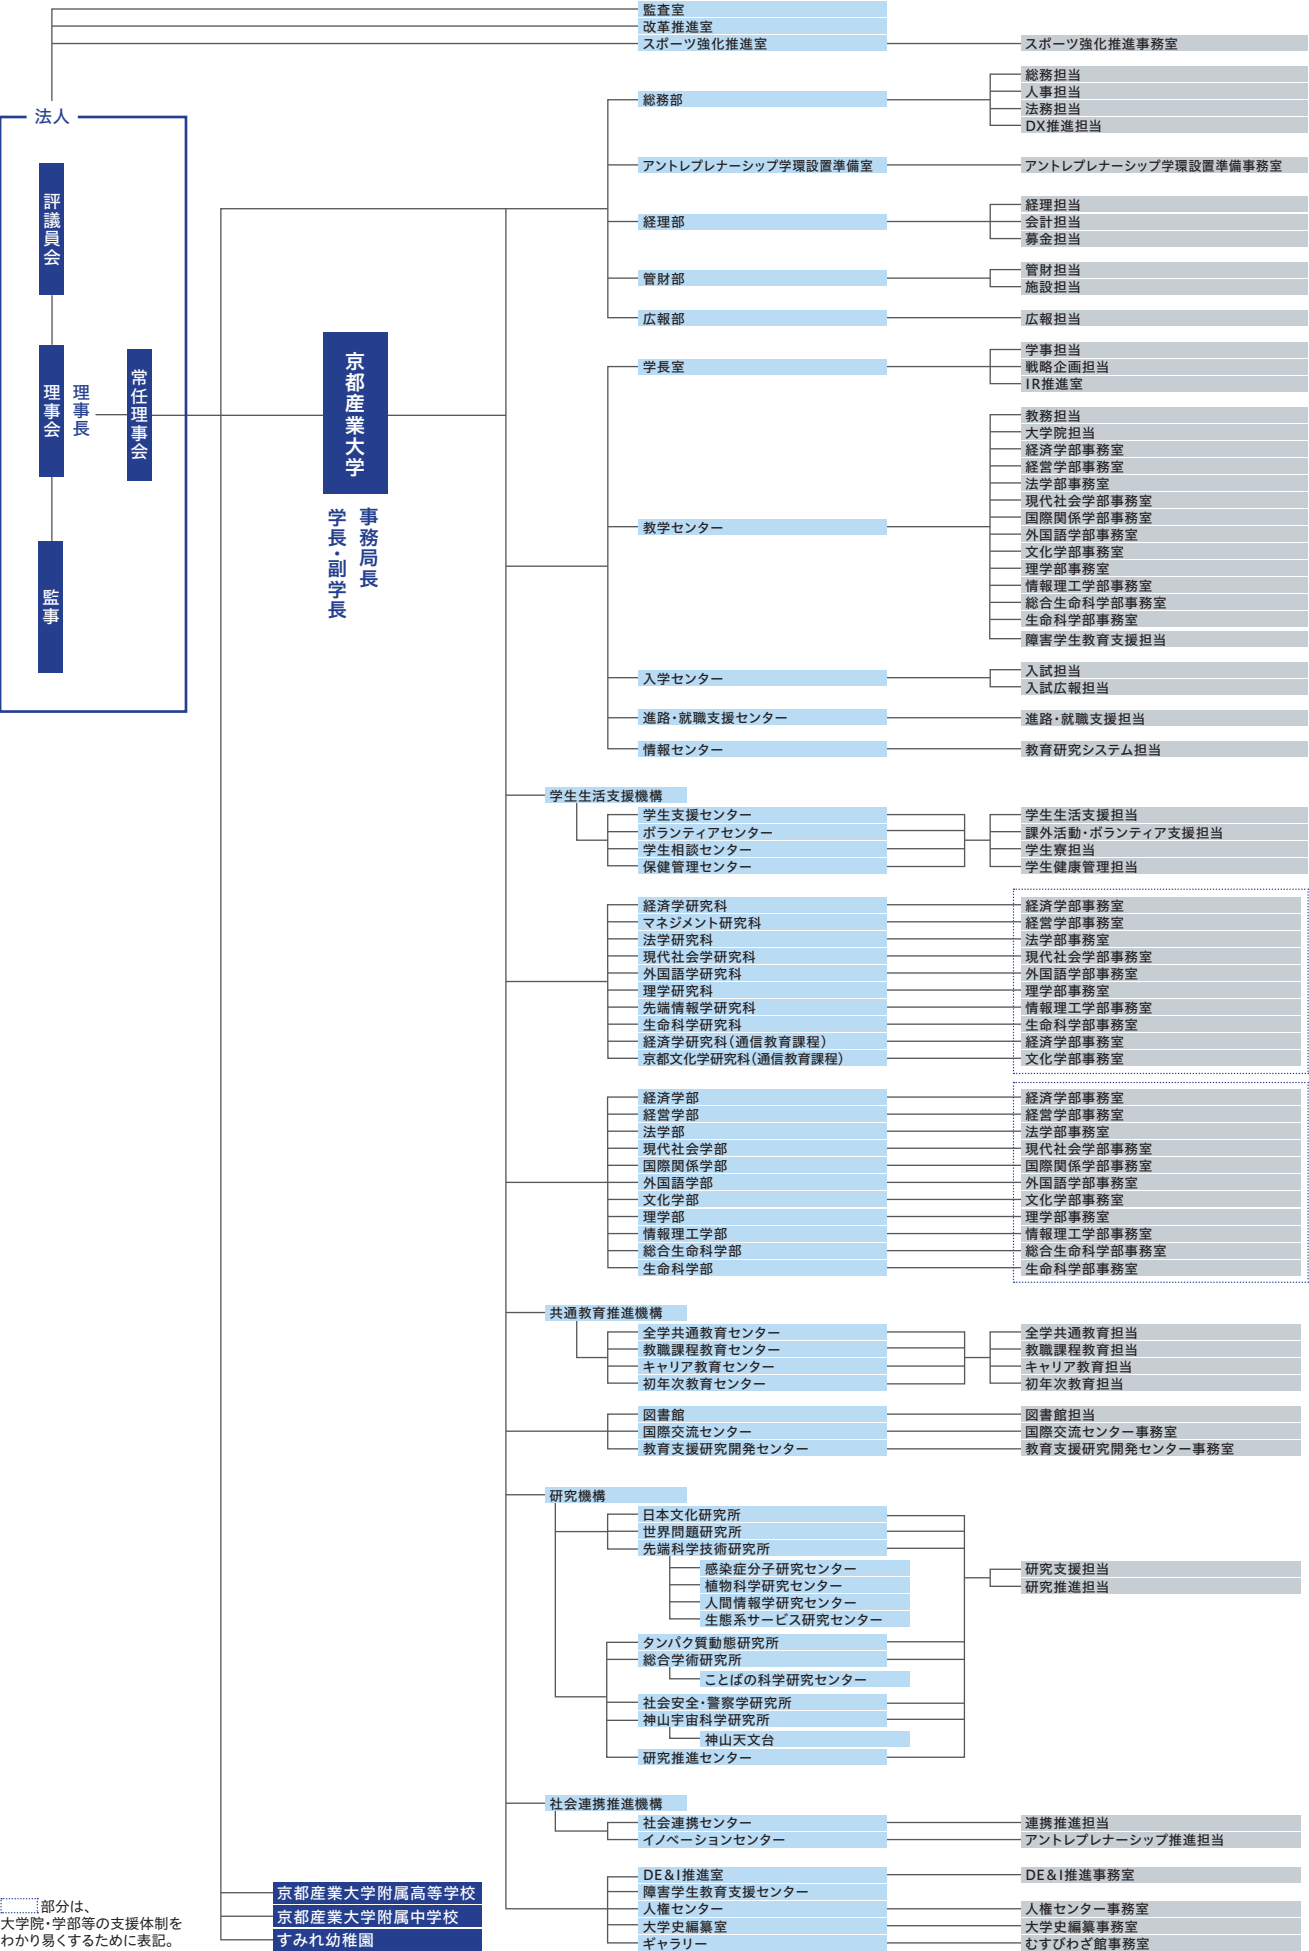 監査室
改革推進室
スポーツ強化推進室
スポーツ強化推進事務室
法人
評議員会
理事会
理事長
常任理事会
監事
京都産業大学
事務局長
学長・副学長
総務部
総務担当
人事担当
法務担当
DX推進担当
アントレプレナーシップ学環設置準備室
アントレプレナーシップ学環設置準備事務室
経理部
経理担当
会計担当
募金担当
管財部
管財担当
施設担当
広報部
広報担当
学長室
学事担当
戦略企画担当
IR推進室
教学センター
教務担当
大学院担当
経済学部事務室
経営学部事務室
法学部事務室
現代社会学部事務室
国際関係学部事務室
外国語学部事務室
文化学部事務室
理学部事務室
情報理工学部事務室
総合生命科学部事務室
生命科学部事務室
障害学生教育支援担当
入学センター
入試担当
入試広報担当
進路・就職支援センター
進路・就職支援担当
情報センター
教育研究システム担当
学生生活支援機構
学生支援センター
ボランティアセンター
学生相談センター
保健管理センター
学生生活支援担当
課外活動・ボランティア支援担当
学生寮担当
学生健康管理担当
経済学研究科
経済学部事務室
マネジメント研究科
経営学部事務室
法学研究科
法学部事務室
現代社会学研究科
現代社会学部事務室
外国語学研究科
外国語学部事務室
理学研究科
理学部事務室
先端情報学研究科
情報理工学部事務室
生命科学研究科
生命科学部事務室
経済学研究科(通信教育課程)
経済学部事務室
京都文化学研究科(通信教育課程)
文化学部事務室
経済学部
経済学部事務室
経営学部
経営学部事務室
法学部
法学部事務室
現代社会学部
現代社会学部事務室
国際関係学部
国際関係学部事務室
外国語学部
外国語学部事務室
文化学部
文化学部事務室
理学部
理学部事務室
情報理工学部
情報理工学部事務室
総合生命科学部
総合生命科学部事務室
生命科学部
生命科学部事務室
共通教育推進機構
全学共通教育センター
教職課程教育センター
キャリア教育センター
初年次教育センター
全学共通教育担当
教職課程教育担当
キャリア教育担当
初年次教育担当
図書館
図書館担当
国際交流センター
国際交流センター事務室
教育支援研究開発センター
教育支援研究開発センター事務室
研究機構
日本文化研究所
世界問題研究所
先端科学技術研究所
感染症分子研究センター
植物科学研究センター
人間情報学研究センター
生態系サービス研究センター
タンパク質動態研究所
総合学術研究所
ことばの科学研究センター
社会安全・警察学研究所
神山宇宙科学研究所
神山天文台
研究推進センター
研究支援担当
研究推進担当
社会連携推進機構
社会連携センター
連携推進担当
イノベーションセンター
アントレプレナーシップ推進担当
DE&I推進室
DE&I推進事務室
障害学生教育支援センター
人権センター
人権センター事務室
大学史編纂室
大学史編纂事務室
ギャラリー
むすびわざ館事務室
京都産業大学附属高等学校
京都産業大学附属中学校
すみれ幼稚園
部分は、
大学院・学部等の支援体制を
わかり易くするために表記。